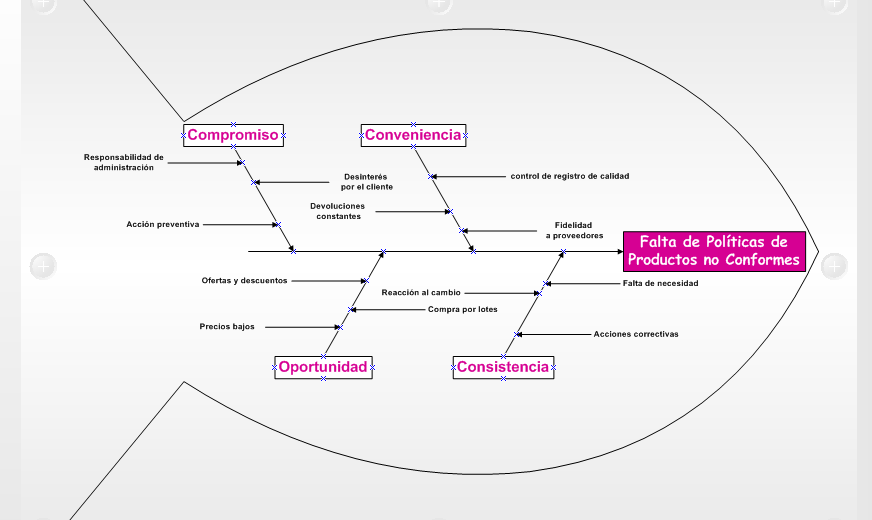 Compromiso
Conveniencia
Responsabilidad de
administración
Desinterés
por el cliente
control de registro de calidad
Devoluciones
constantes
Acción preventiva
Fidelidad
a proveedores
Falta de Políticas de
Productos no Conformes
Ofertas y descuentos
Falta de necesidad
Reacción al cambio
Compra por lotes
Precios bajos
Acciones correctivas
Oportunidad
Consistencia